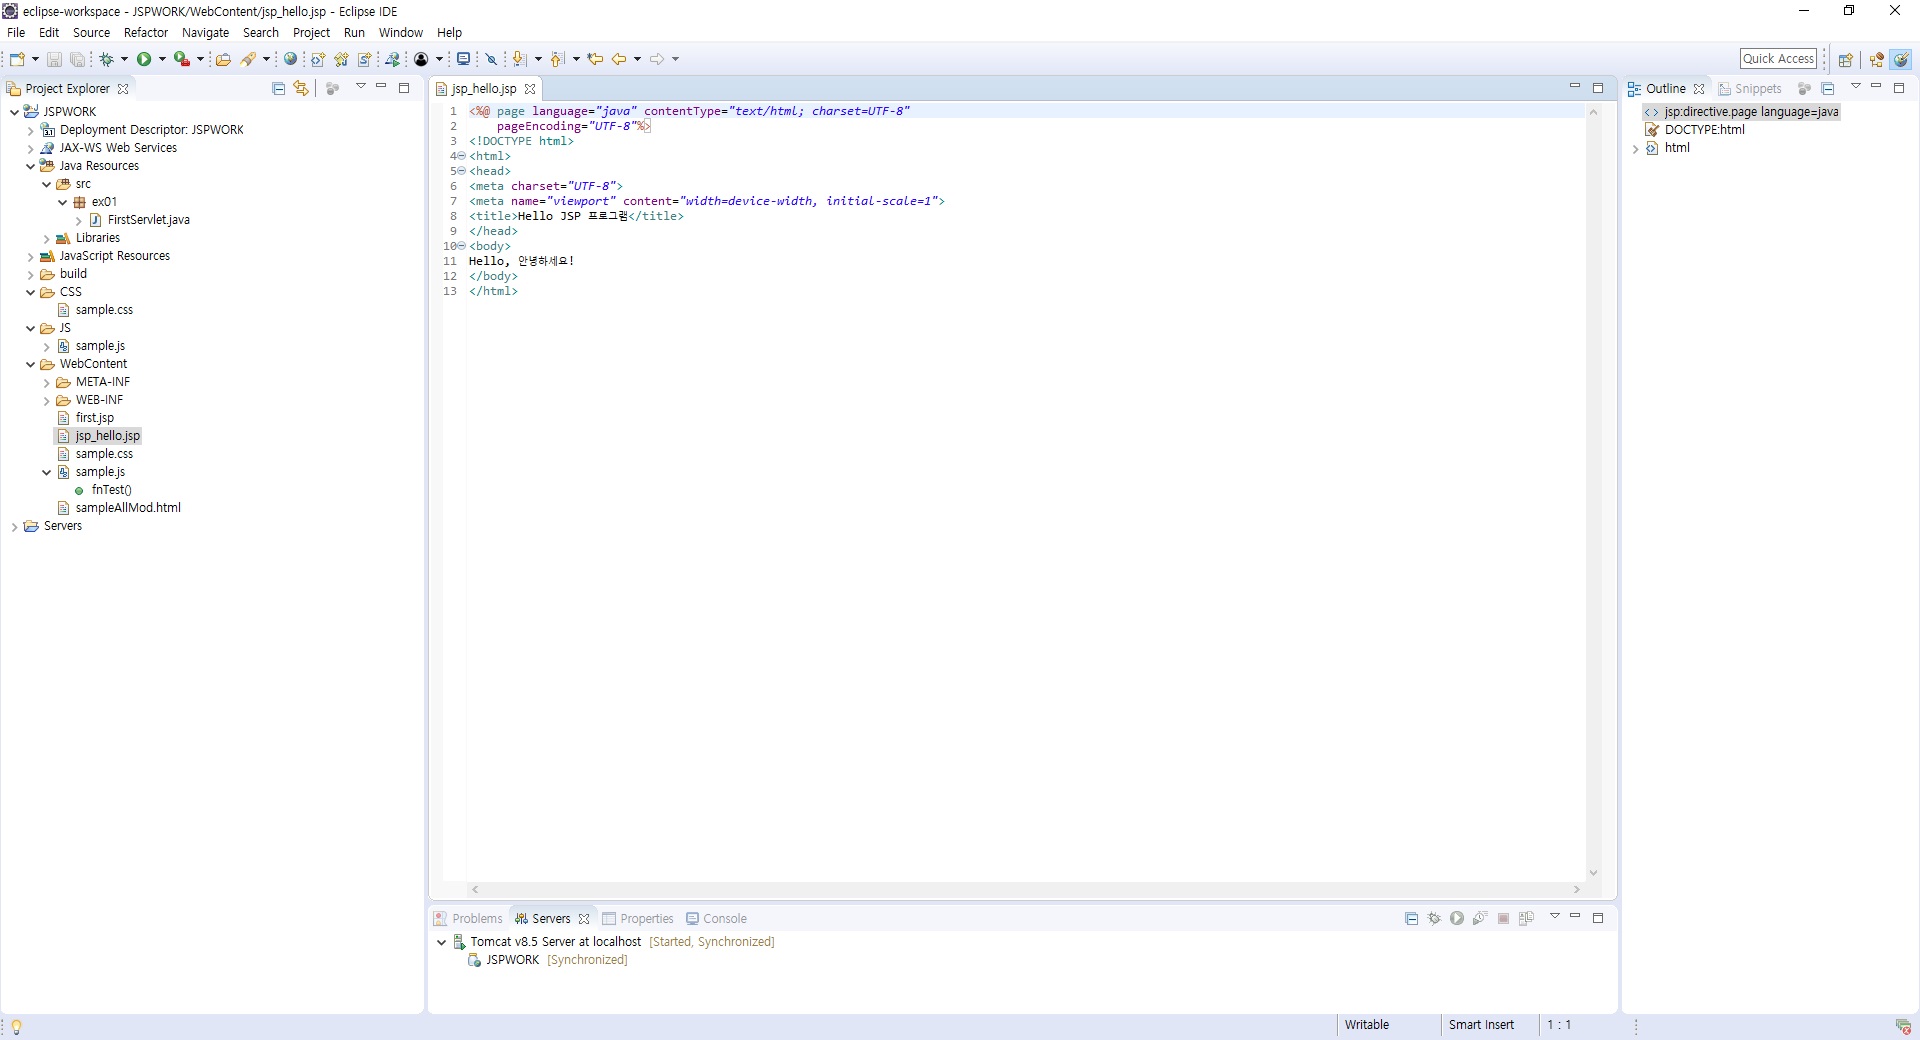 eclipse-workspace - JSPWORK/WebContent/jsp_hello.jsp - Eclipse IDE
File Edit Source Refactor Navigate Search Project Run Window Help
Quick Access
Project Explorer
JSPWORK
Deployment Descriptor: JSPWORK
JAX-WS Web Services
Java Resources
src
ex01
FirstServlet.java
Libraries
JavaScript Resources
build
CSS
sample.css
JS
sample.js
WebContent
META-INF
WEB-INF
first.jsp
jsp_hello.jsp
sample.css
sample.js
fnTest()
sampleAllMod.html
Servers
jsp_hello.jsp
1 <%@ page language="java" contentType="text/html; charset=UTF-8"
2     pageEncoding="UTF-8"%>
3 <!DOCTYPE html>
4 <html>
5 <head>
6 <meta charset="UTF-8">
7 <meta name="viewport" content="width=device-width, initial-scale=1">
8 <title>Hello JSP 프로그램</title>
9 </head>
10 <body>
11 Hello, 안녕하세요!
12 </body>
13 </html>
Outline Snippets
jsp:directive.page language=java
DOCTYPE:html
html
Problems Servers Properties Console
Tomcat v8.5 Server at localhost [Started, Synchronized]
JSPWORK [Synchronized]
Writable Smart Insert 1 : 1